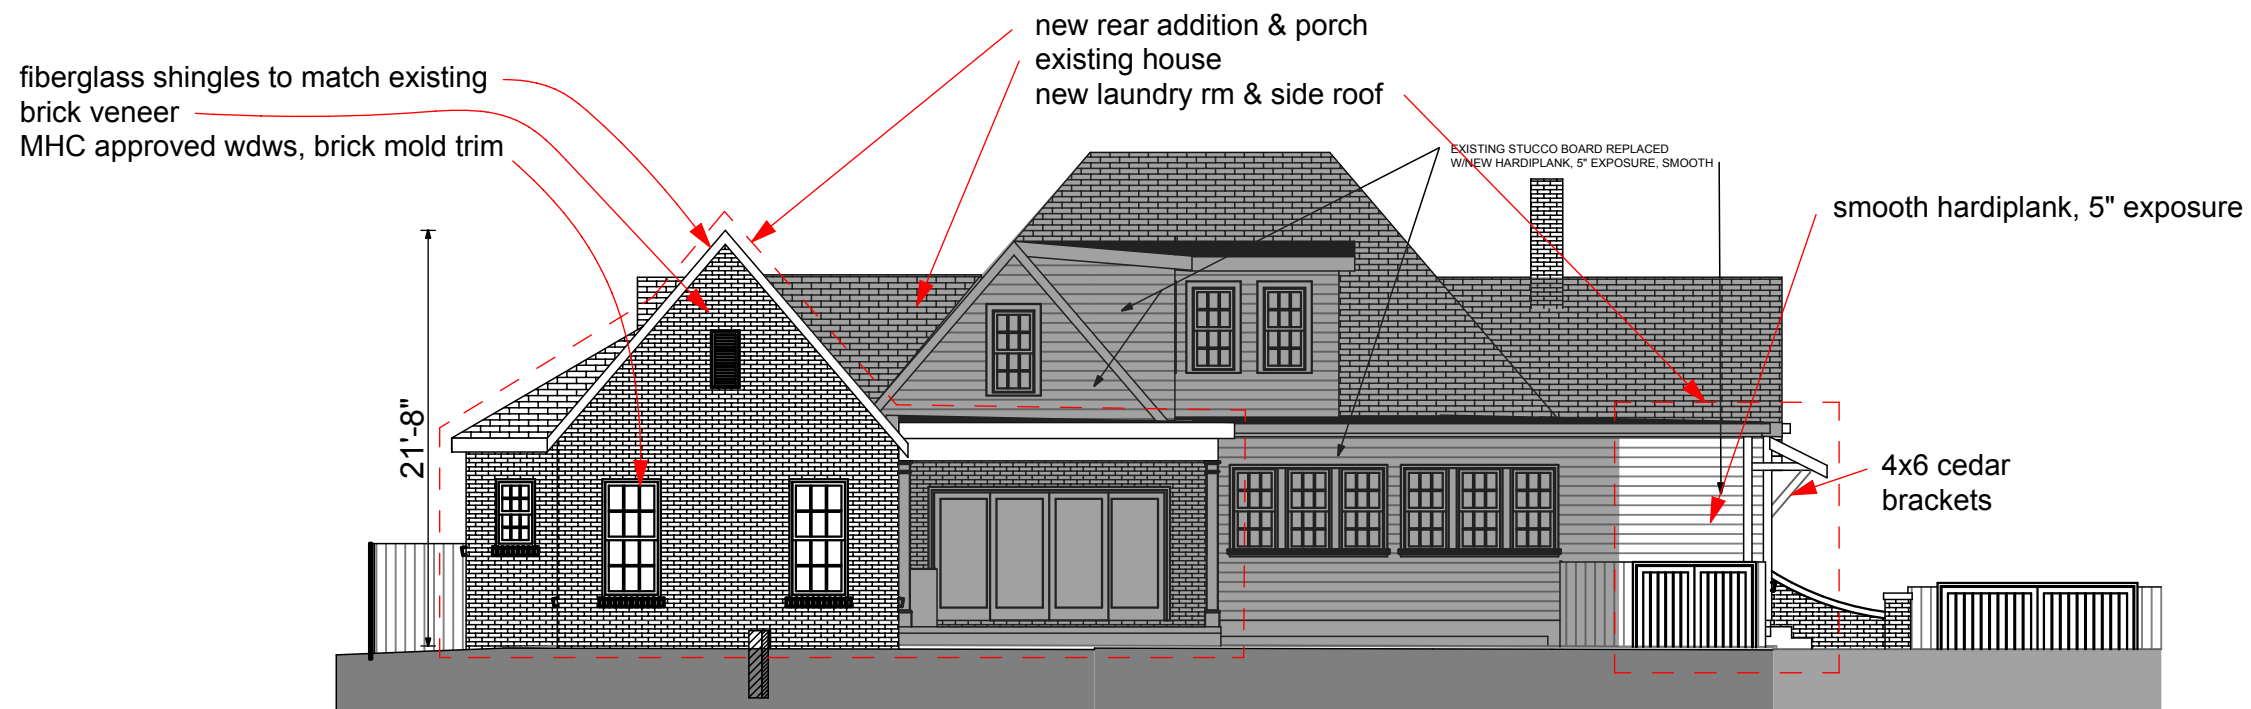 new rear addition & porch
existing house
new laundry rm & side roof
fiberglass shingles to match existing
brick veneer
MHC approved wdws, brick mold trim
EXISTING STUCCO BOARD REPLACED
W/NEW HARDIPLANK, 5" EXPOSURE, SMOOTH
smooth hardiplank, 5" exposure
21'-8"
4x6 cedar
brackets